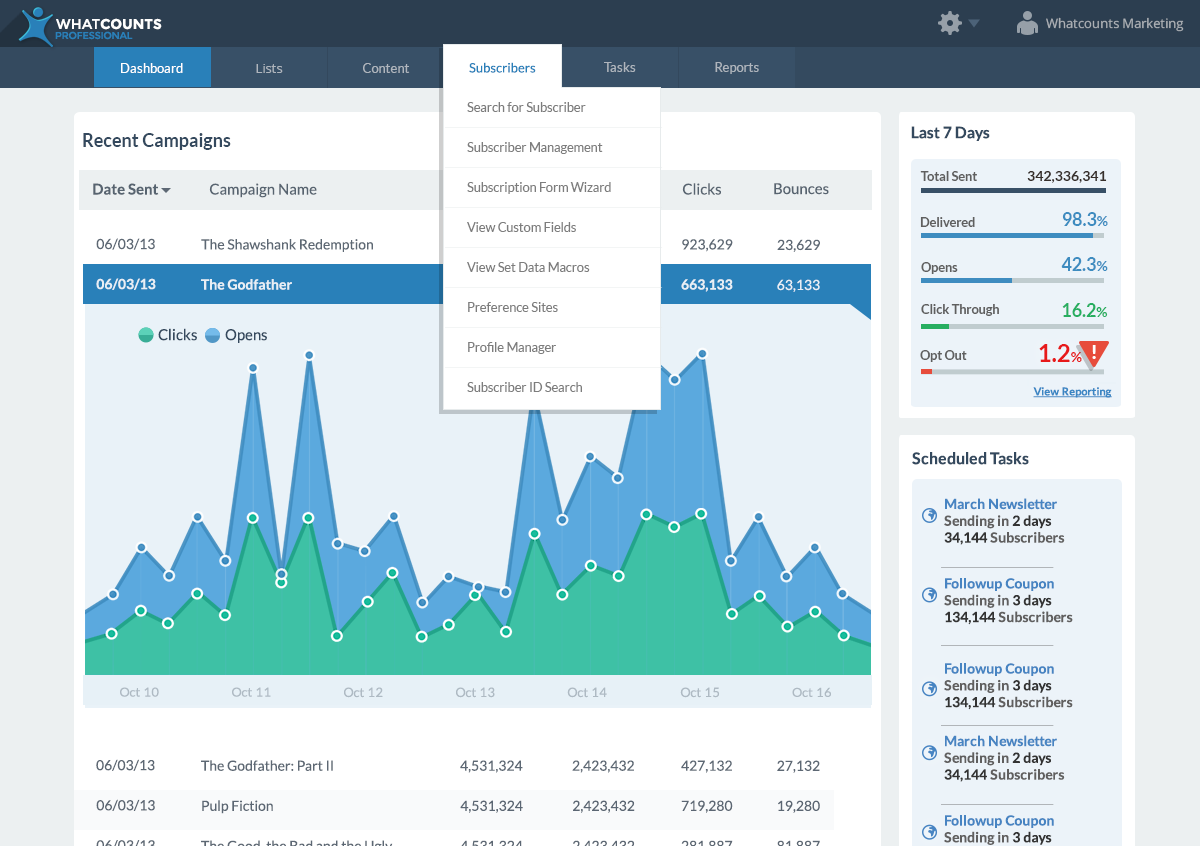 WHATCOUNTS
PROFESSIONAL
Whatcounts Marketing
Dashboard Lists Content Subscribers Tasks Reports
Search for Subscriber
Subscriber Management
Subscription Form Wizard
View Custom Fields
View Set Data Macros
Preference Sites
Profile Manager
Subscriber ID Search
Recent Campaigns
Date Sent Campaign Name Clicks Bounces
06/03/13 The Shawshank Redemption 923,629 23,629
06/03/13 The Godfather 663,133 63,133
Clicks Opens
Oct 10 Oct 11 Oct 12 Oct 13 Oct 14 Oct 15 Oct 16
06/03/13 The Godfather: Part II 4,531,324 2,423,432 427,132 27,132
06/03/13 Pulp Fiction 4,531,324 2,423,432 719,280 19,280
06/03/13 The Good, the Bad and the Ugly 4,531,324 2,423,432 281,887 81,887
Last 7 Days
Total Sent 342,336,341
Delivered 98.3%
Opens 42.3%
Click Through 16.2%
Opt Out 1.2% !
View Reporting
Scheduled Tasks
March Newsletter
Sending in 2 days
34,144 Subscribers
Followup Coupon
Sending in 3 days
134,144 Subscribers
Followup Coupon
Sending in 3 days
134,144 Subscribers
March Newsletter
Sending in 2 days
34,144 Subscribers
Followup Coupon
Sending in 3 days